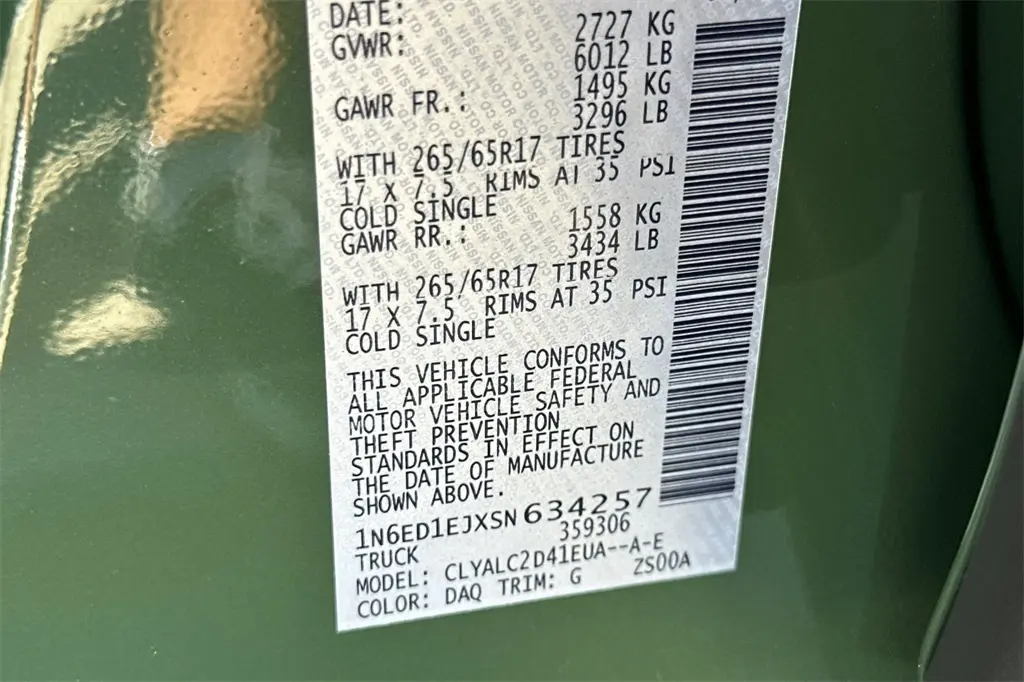 DATE:
2727 KG
GVWR:
6012 LB
1495 KG
GAWR FR.:
3296 LB
WITH 265/65R17 TIRES
17 X 7.5 RIMS AT 35 PSI
COLD SINGLE
1558 KG
GAWR RR.:
3434 LB
WITH 265/65R17 TIRES
17 X 7.5 RIMS AT 35 PSI
COLD SINGLE
THIS VEHICLE CONFORMS TO
ALL APPLICABLE FEDERAL
MOTOR VEHICLE SAFETY AND
THEFT PREVENTION
STANDARDS IN EFFECT ON
THE DATE OF MANUFACTURE
SHOWN ABOVE.
1N6ED1EJXSN634257
TRUCK 359306
MODEL: CLYALC2D41EUA--A-E
COLOR: DAQ TRIM: G ZS00A